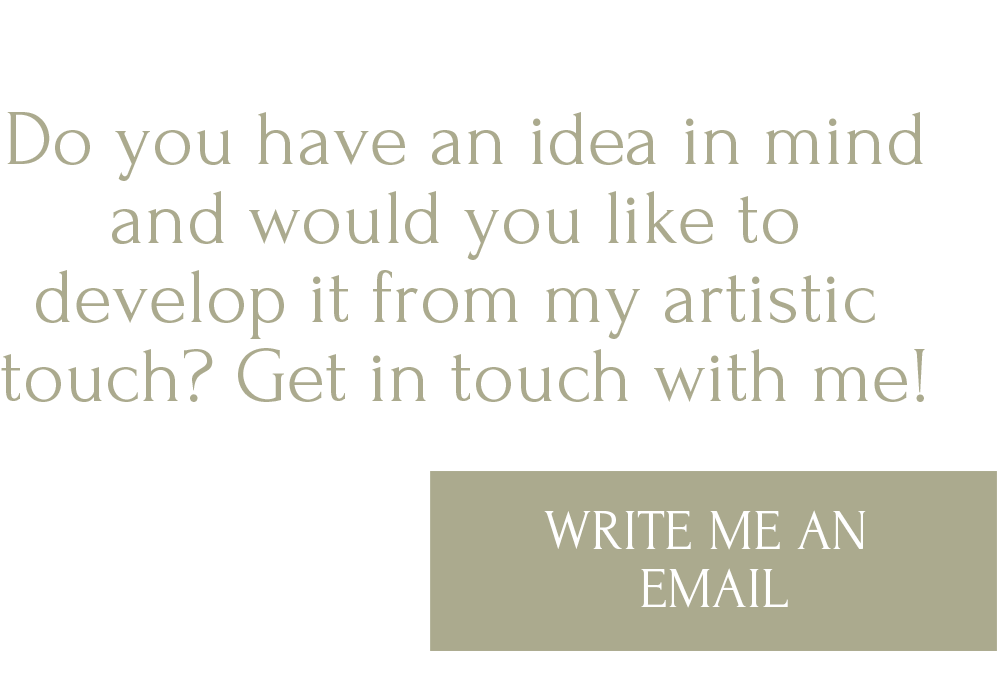 Do you have an idea in mind
and would you like to
develop it from my artistic
touch? Get in touch with me!
WRITE ME AN
EMAIL